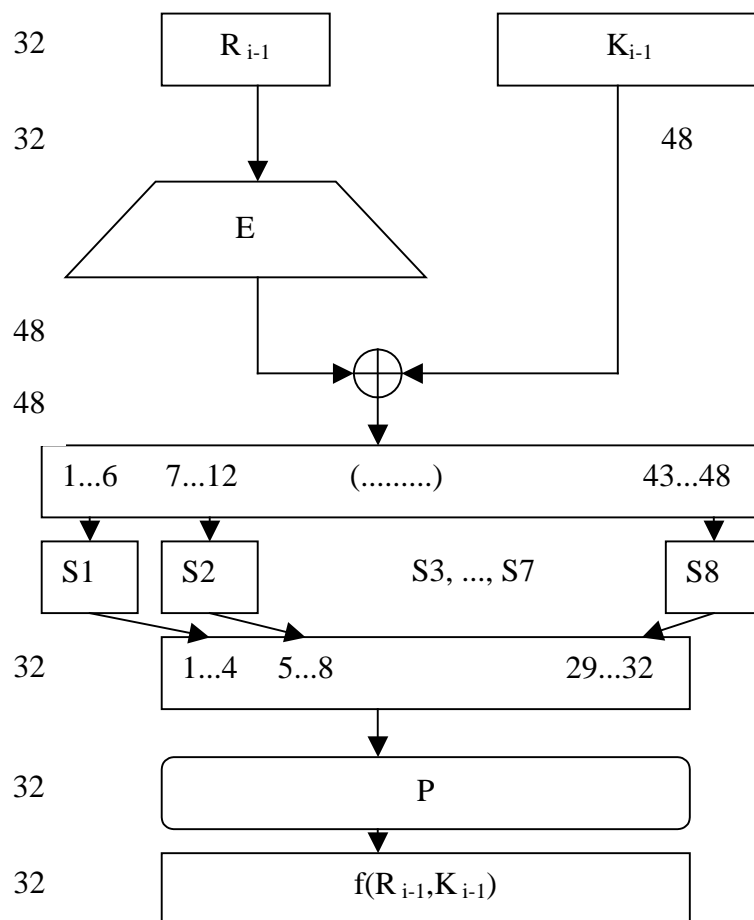 32 R i-1 K i-1
32 48
E
48
48
1...6 7...12 (.........) 43...48
S1 S2 S3, ..., S7 S8
32 1...4 5...8 29...32
32 P
32 f(R i-1,K i-1)